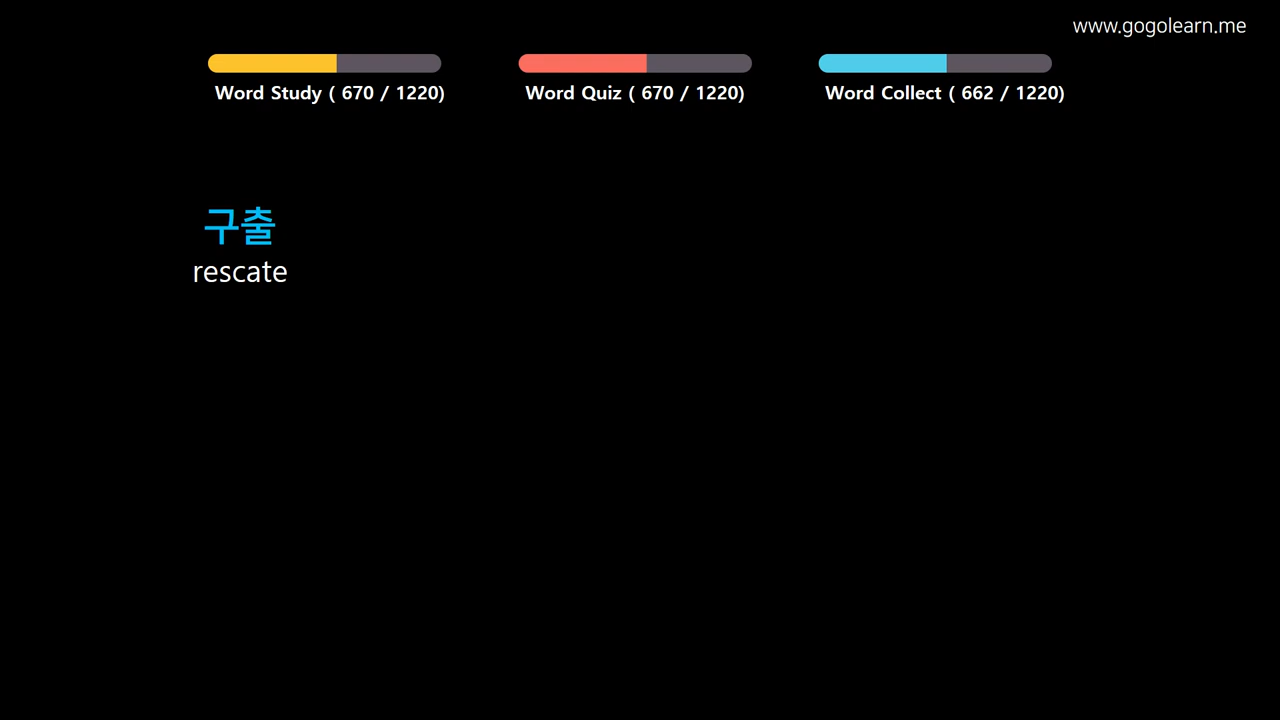 www.gogolearn.me
Word Study ( 670 / 1220)
Word Quiz ( 670 / 1220)
Word Collect ( 662 / 1220)
구출
rescate